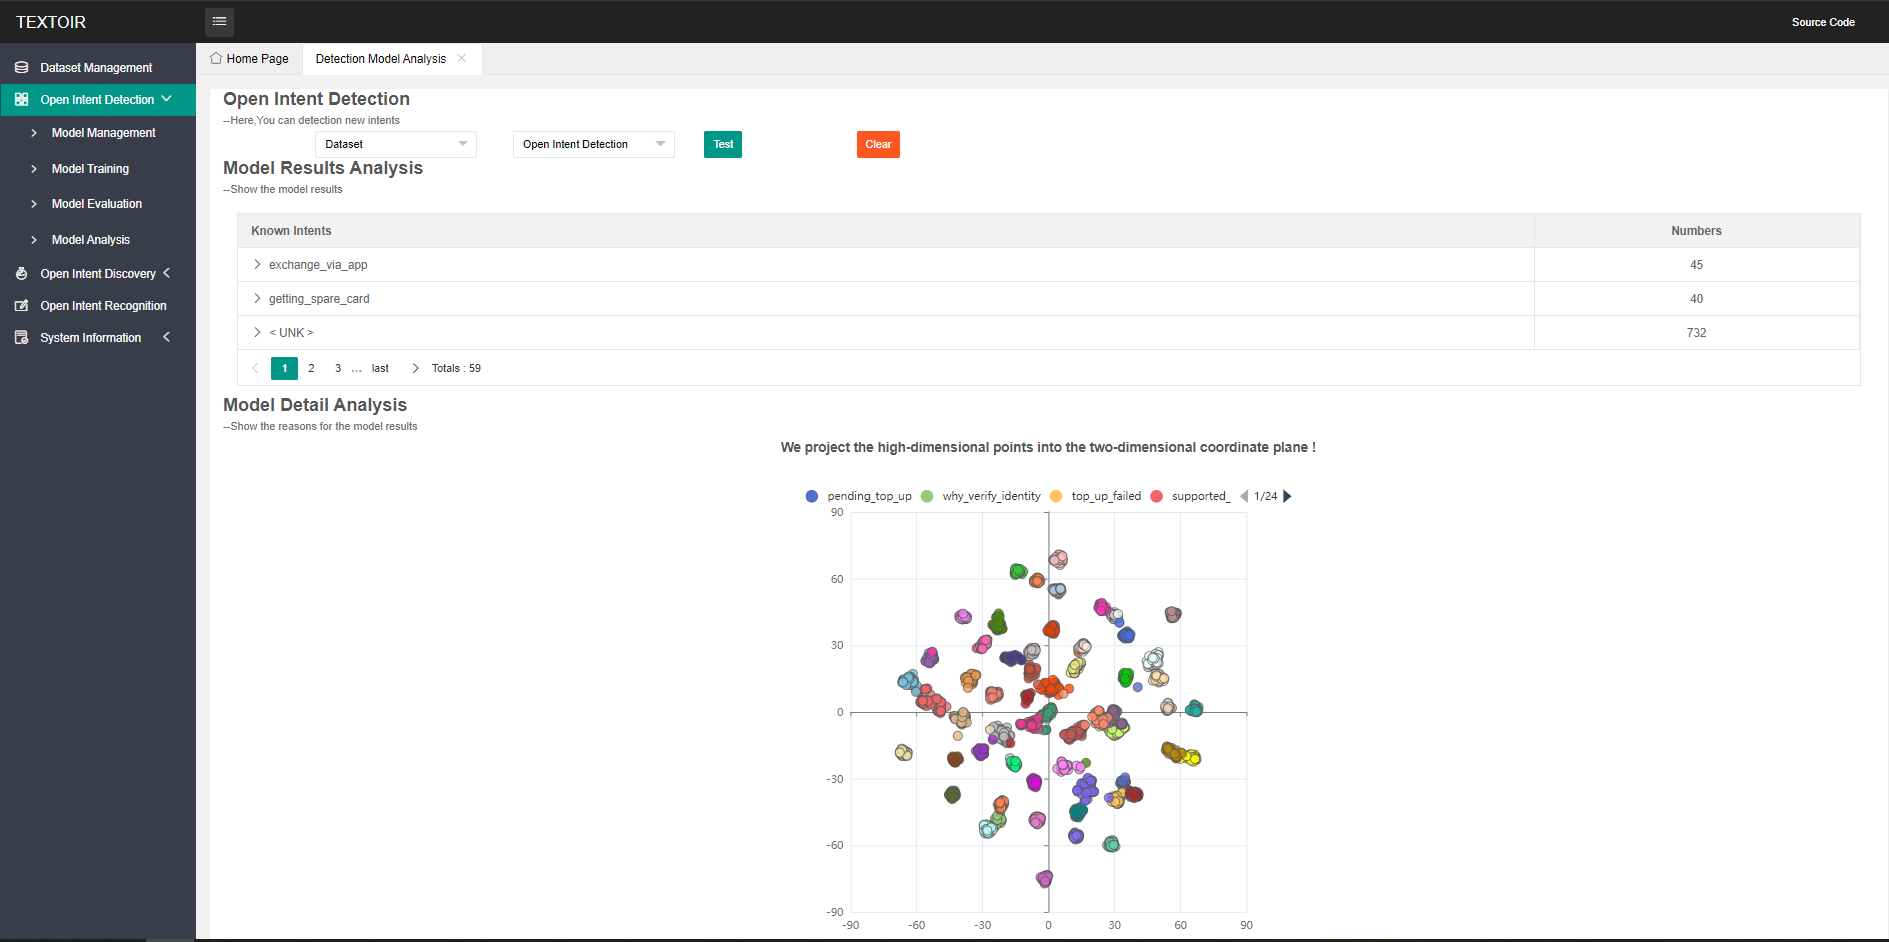 TEXTOIR
Source Code
Dataset Management
Open Intent Detection
Model Management
Model Training
Model Evaluation
Model Analysis
Open Intent Discovery
Open Intent Recognition
System Information
Home Page
Detection Model Analysis
Open Intent Detection
--Here,You can detection new intents
Dataset
Open Intent Detection
Test
Clear
Model Results Analysis
--Show the model results
Known Intents Numbers
exchange_via_app 45
getting_spare_card 40
< UNK > 732
1 2 3 ... last Totals : 59
Model Detail Analysis
--Show the reasons for the model results
We project the high-dimensional points into the two-dimensional coordinate plane !
pending_top_up why_verify_identity top_up_failed supported_ 1/24
90
60
30
0
-30
-60
-90
-90 -60 -30 0 30 60 90